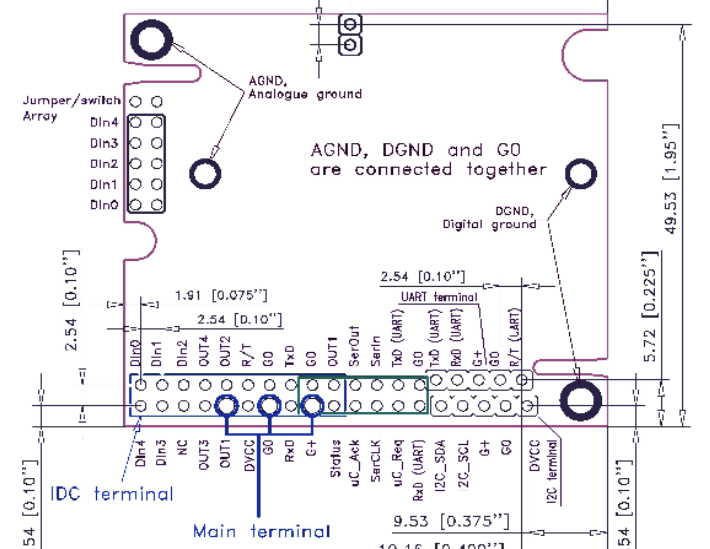 AGND,
Analogue ground
Jumper/switch
Array
DIn4
DIn3
DIn2
DIn1
DIn0
AGND, DGND and G0
are connected together
DGND,
Digital ground
49.53 [1.95"]
2.54 [0.10"]
1.91 [0.075"]
2.54 [0.10"]
2.54 [0.10"]
UART terminal
5.72 [0.225"]
DIn0
DIn1
DIn2
OUT4
OUT2
R/T
G0
TxD
G0
OUT1
SerOut
SerIn
TxD (UART)
G0
TxD (UART)
RxD (UART)
G+
G0
R/T (UART)
DIn4
DIn3
NC
OUT3
OUT1
DVCC
G0
RxD
G+
Status
uC_Ack
SerCLK
uC_Req
RxD (UART)
I2C_SDA
I2C_SCL
G+
G0
DVCC
I2C terminal
IDC terminal
Main terminal
54 [0.10"]
9.53 [0.375"]
54 [0.10"]